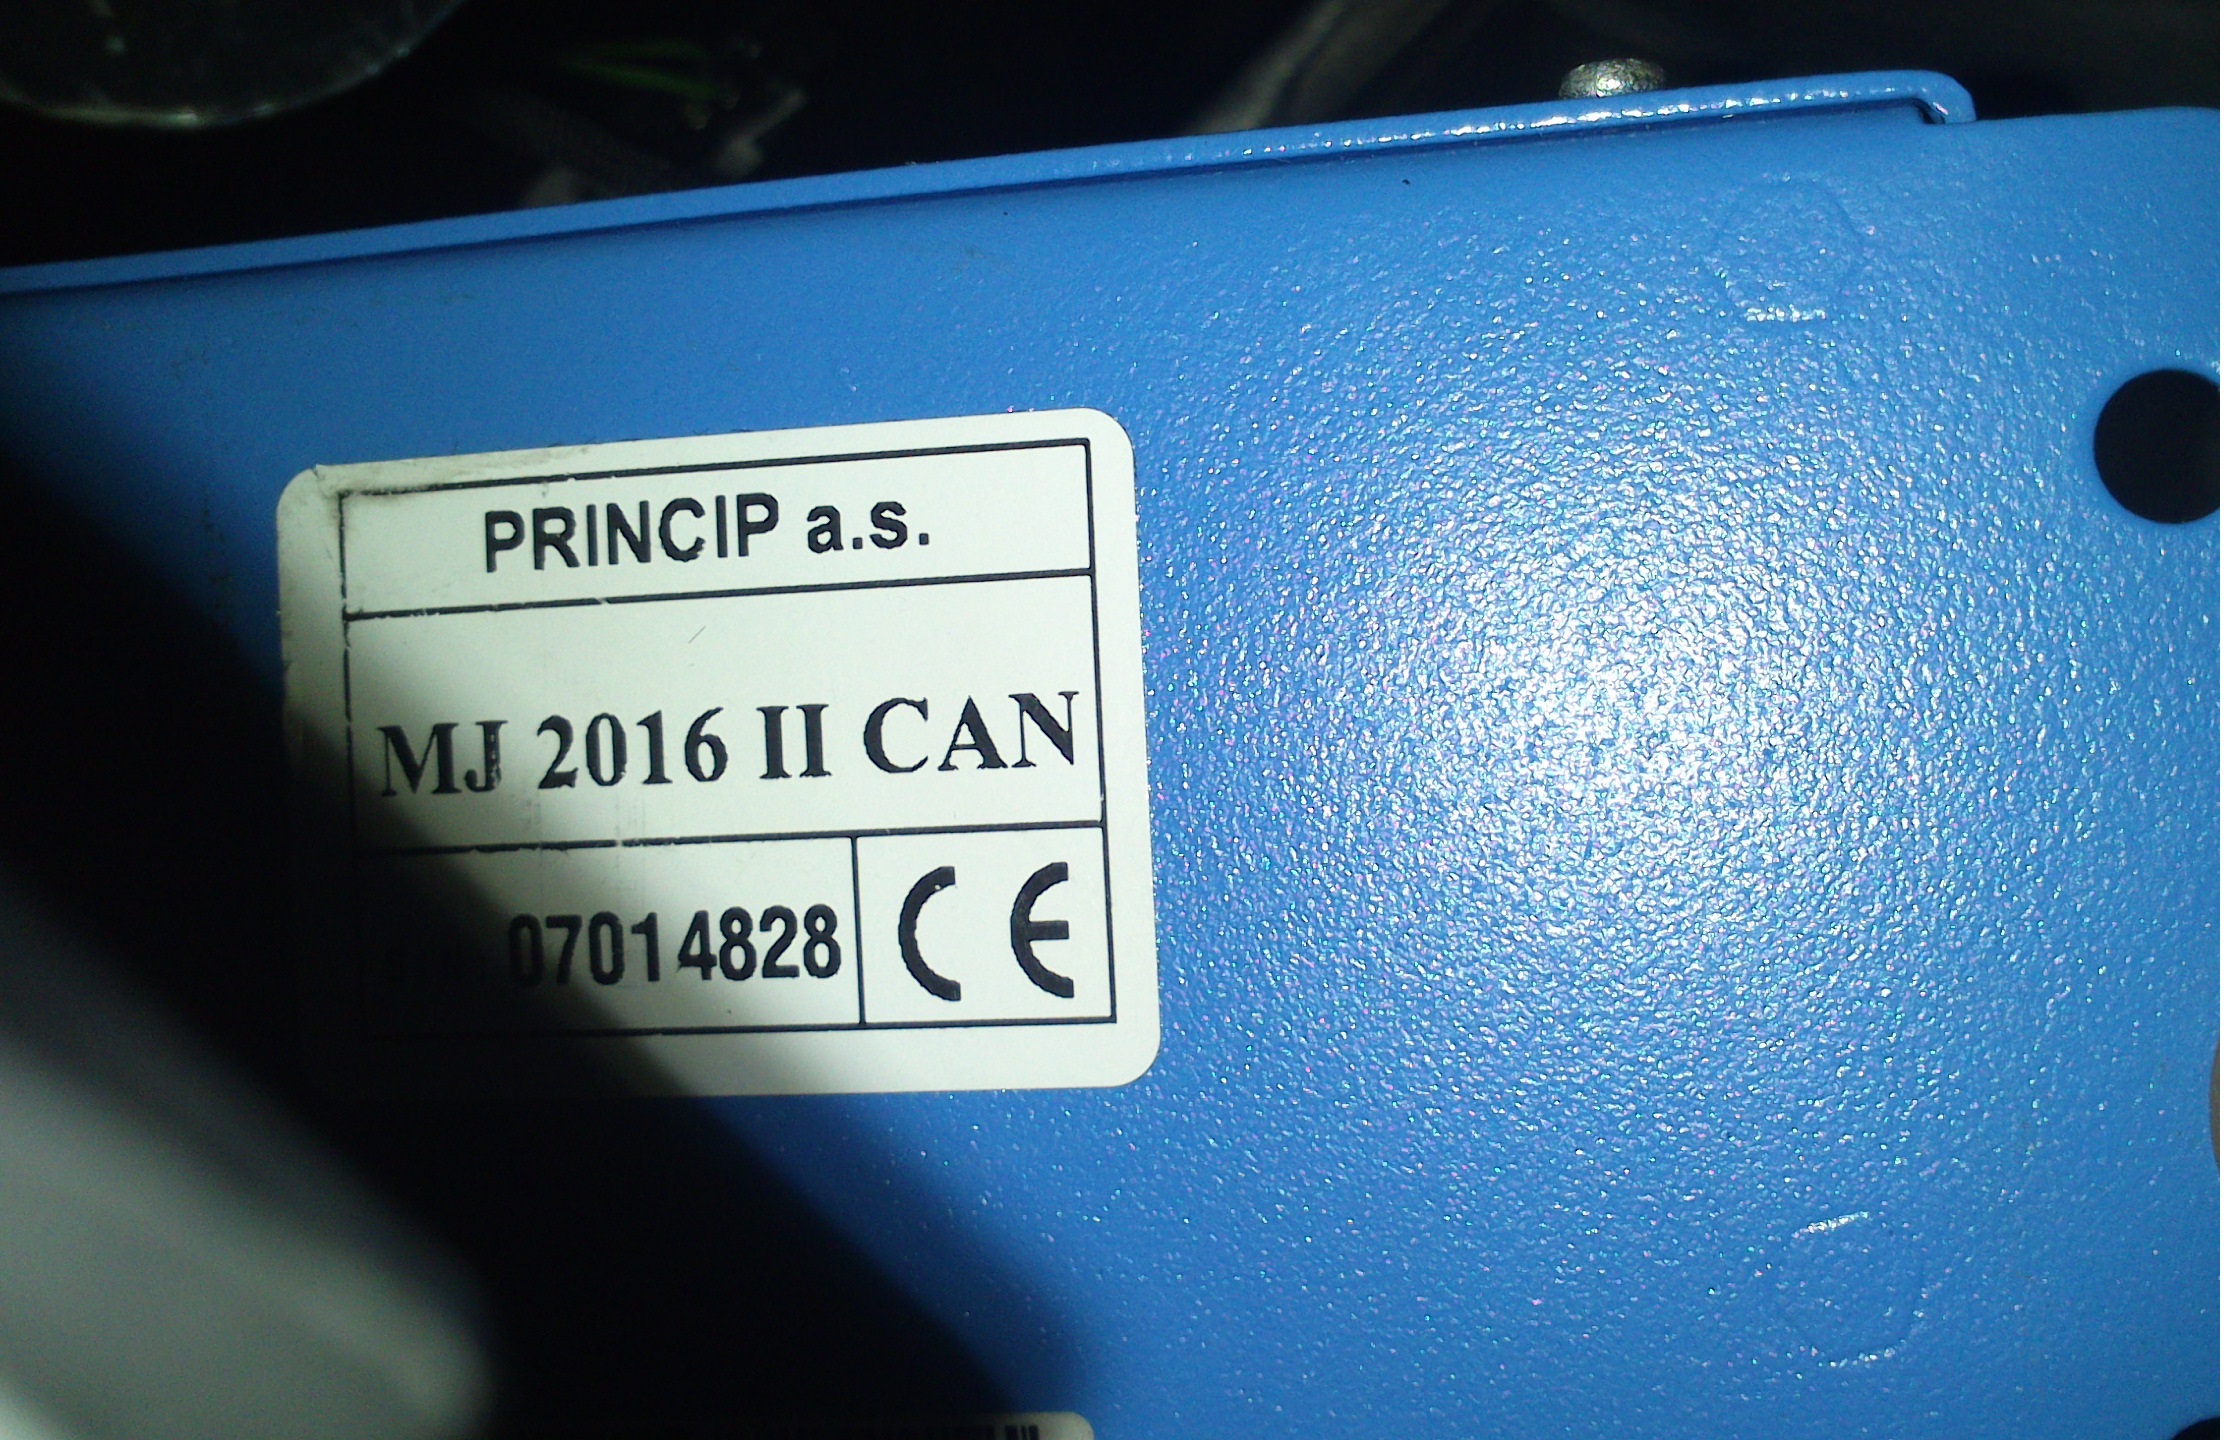 PRINCIP a.s.
MJ 2016 II CAN
07014828 CE